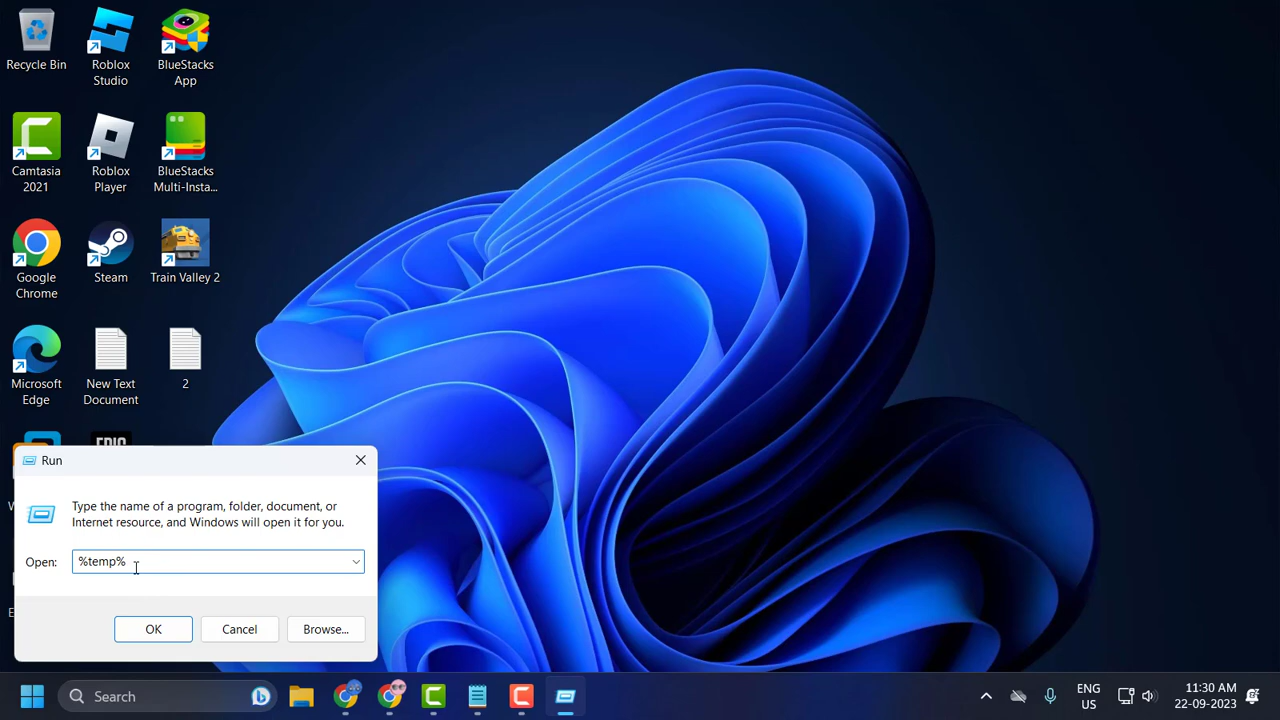 Recycle Bin
Roblox
Studio
BlueStacks
App
Camtasia
2021
Roblox
Player
BlueStacks
Multi-Insta...
Google
Chrome
Steam
Train Valley 2
Microsoft
Edge
New Text
Document
2
EPIC
Run
Type the name of a program, folder, document, or
Internet resource, and Windows will open it for you.
Open:
%temp%
OK
Cancel
Browse...
Search
ENG
US
11:30 AM
22-09-2023